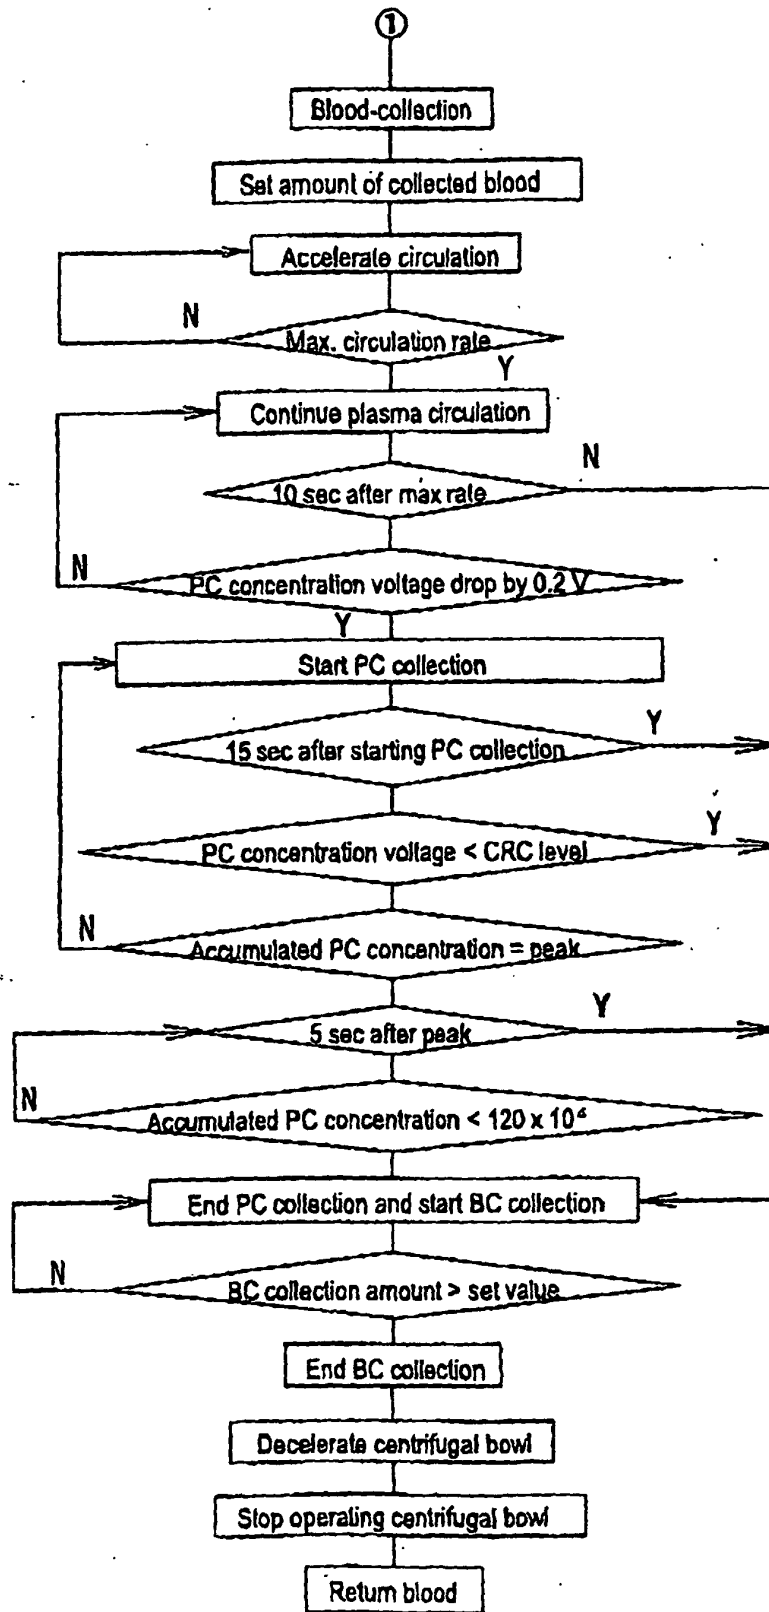 1
Blood-collection
Set amount of collected blood
Accelerate circulation
N
Max. circulation rate
Y
Continue plasma circulation
N
10 sec after max rate
N
PC concentration voltage drop by 0.2 V
Y
Start PC collection
Y
15 sec after starting PC collection
Y
PC concentration voltage < CRC level
N
Accumulated PC concentration = peak
Y
5 sec after peak
N
Accumulated PC concentration < 120 x 10⁴
End PC collection and start BC collection
N
BC collection amount > set value
End BC collection
Decelerate centrifugal bowl
Stop operating centrifugal bowl
Return blood